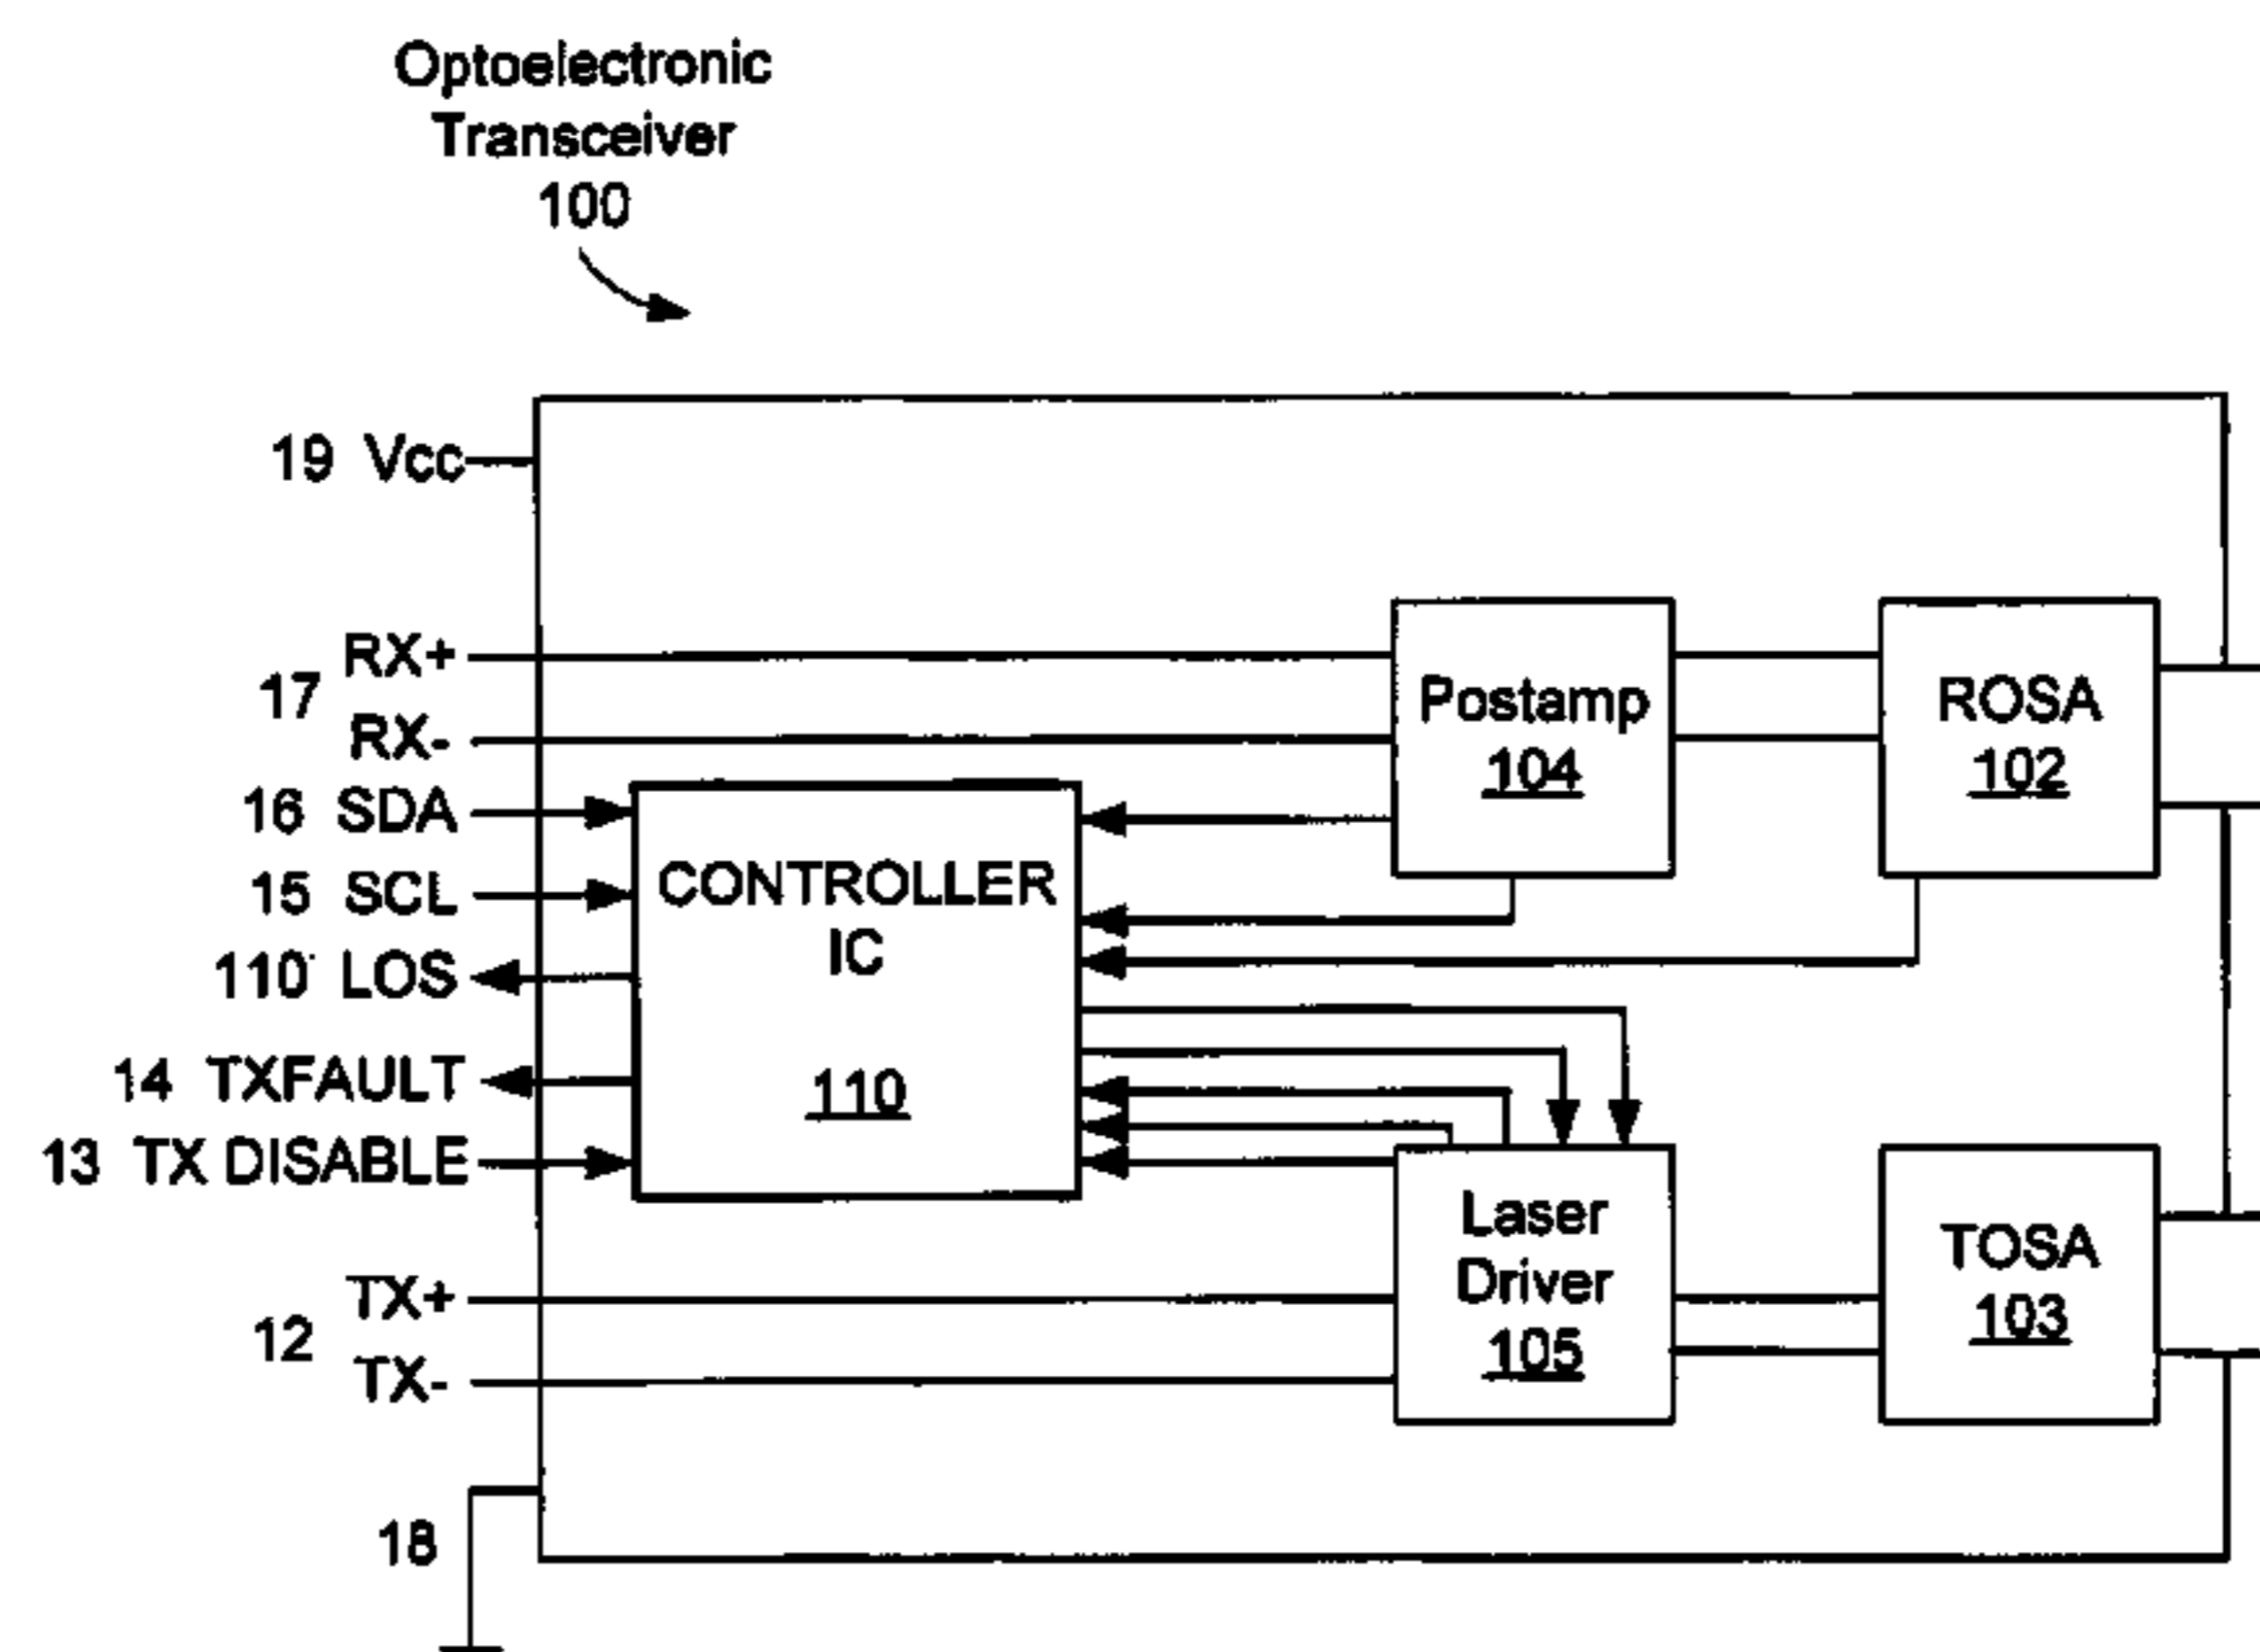 Optoelectronic
Transceiver
100
19 Vcc
17 RX+
RX-
Postamp
104
ROSA
102
16 SDA
15 SCL
110 LOS
14 TXFAULT
13 TX DISABLE
CONTROLLER
IC
110
Laser
Driver
105
TOSA
103
12 TX+
TX-
18